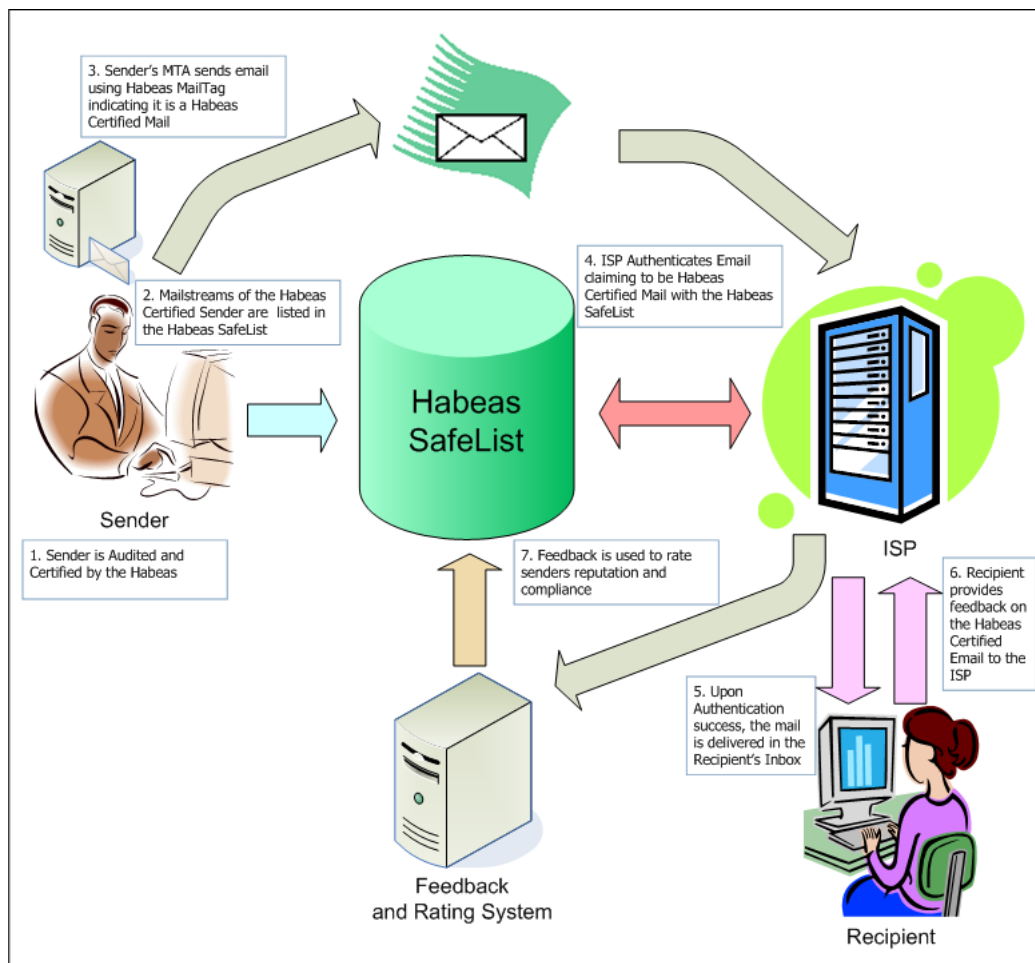 3. Sender's MTA sends email
using Habeas MailTag
indicating it is a Habeas
Certified Mail
2. Mailstreams of the Habeas
Certified Sender are listed in
the Habeas SafeList
4. ISP Authenticates Email
claiming to be Habeas
Certified Mail with the Habeas
SafeList
Habeas
SafeList
Sender
1. Sender is Audited and
Certified by the Habeas
ISP
7. Feedback is used to rate
senders reputation and
compliance
6. Recipient
provides
feedback on
the Habeas
Certified
Email to the
ISP
5. Upon
Authentication
success, the mail
is delivered in the
Recipient's Inbox
Feedback
and Rating System
Recipient